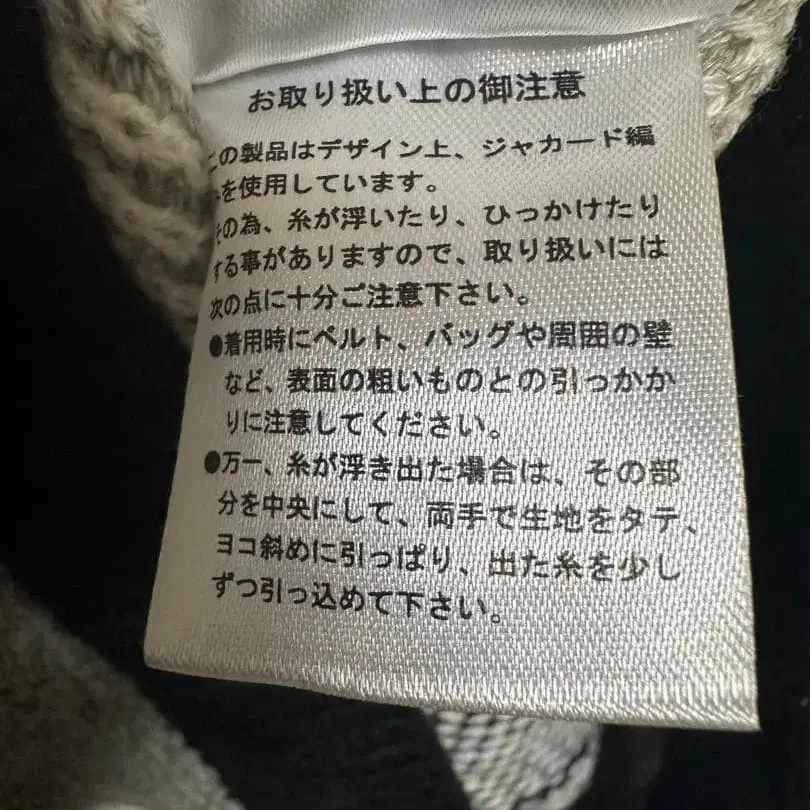 お取り扱い上の御注意
この製品はデザイン上、ジャカード編
みを使用しています。
その為、糸が浮いたり、ひっかけたり
する事がありますので、取り扱いには
次の点に十分ご注意下さい。
●着用時にベルト、バッグや周囲の壁
など、表面の粗いものとの引っかか
りに注意してください。
●万一、糸が浮き出た場合は、その部
分を中央にして、両手で生地をタテ、
ヨコ斜めに引っぱり、出た糸を少し
ずつ引っ込めて下さい。